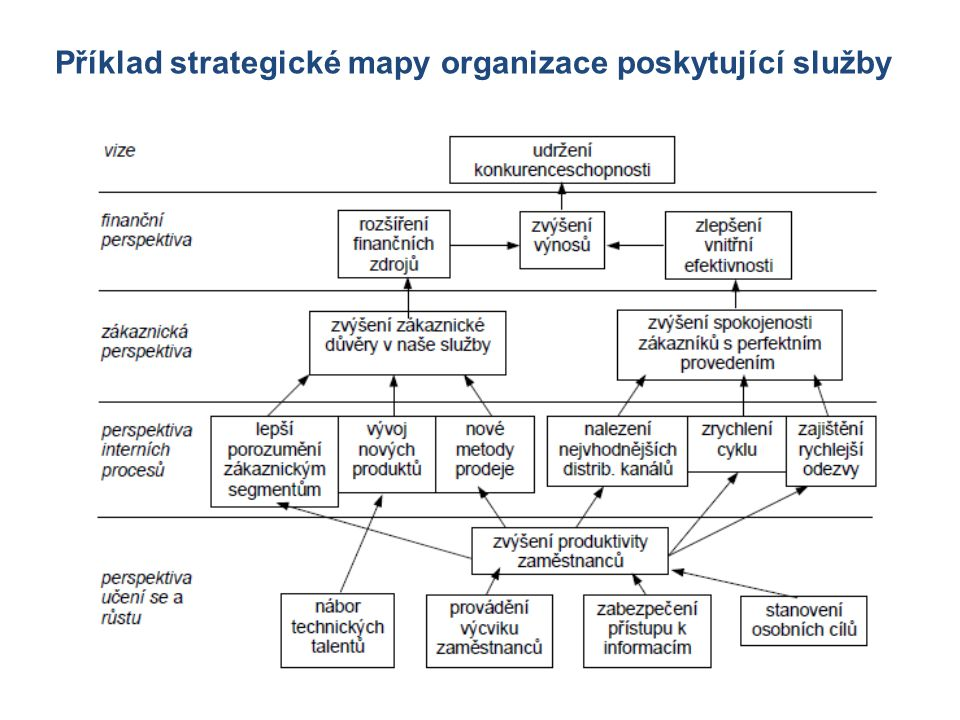 Příklad strategické mapy organizace poskytující služby
vize
udržení
konkurenceschopnosti
finanční
perspektiva
rozšíření
finančních
zdrojů
zvýšení
výnosů
zlepšení
vnitřní
efektivnosti
zákaznická
perspektiva
zvýšení zákaznické
důvěry v naše služby
zvýšení spokojenosti
zákazníků s perfektním
provedením
perspektiva
interních
procesů
lepší
porozumění
zákaznickým
segmentům
vývoj
nových
produktů
nové
metody
prodeje
nalezení
nejvhodnějších
distrib. kanálů
zrychlení
cyklu
zajištění
rychlejší
odezvy
perspektiva
učení se a
růstu
zvýšení produktivity
zaměstnanců
nábor
technických
talentů
provádění
výcviku
zaměstnanců
zabezpečení
přístupu k
informacím
stanovení
osobních cílů